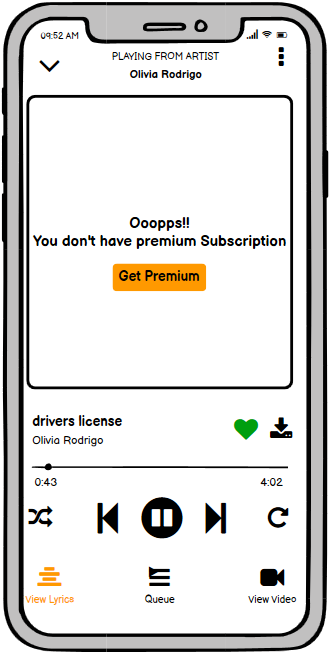 09:52 AM
PLAYING FROM ARTIST
Olivia Rodrigo
Ooopps!!
You don't have premium Subscription
Get Premium
drivers license
Olivia Rodrigo
0:43
4:02
View Lyrics
Queue
View Video